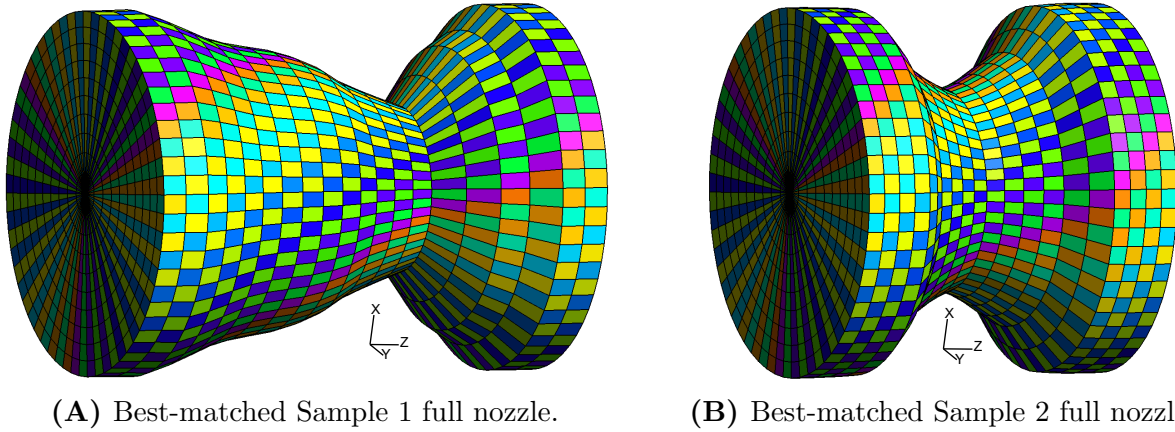 X
Z
Y
X
Z
Y
(A) Best-matched Sample 1 full nozzle.
(B) Best-matched Sample 2 full nozzl